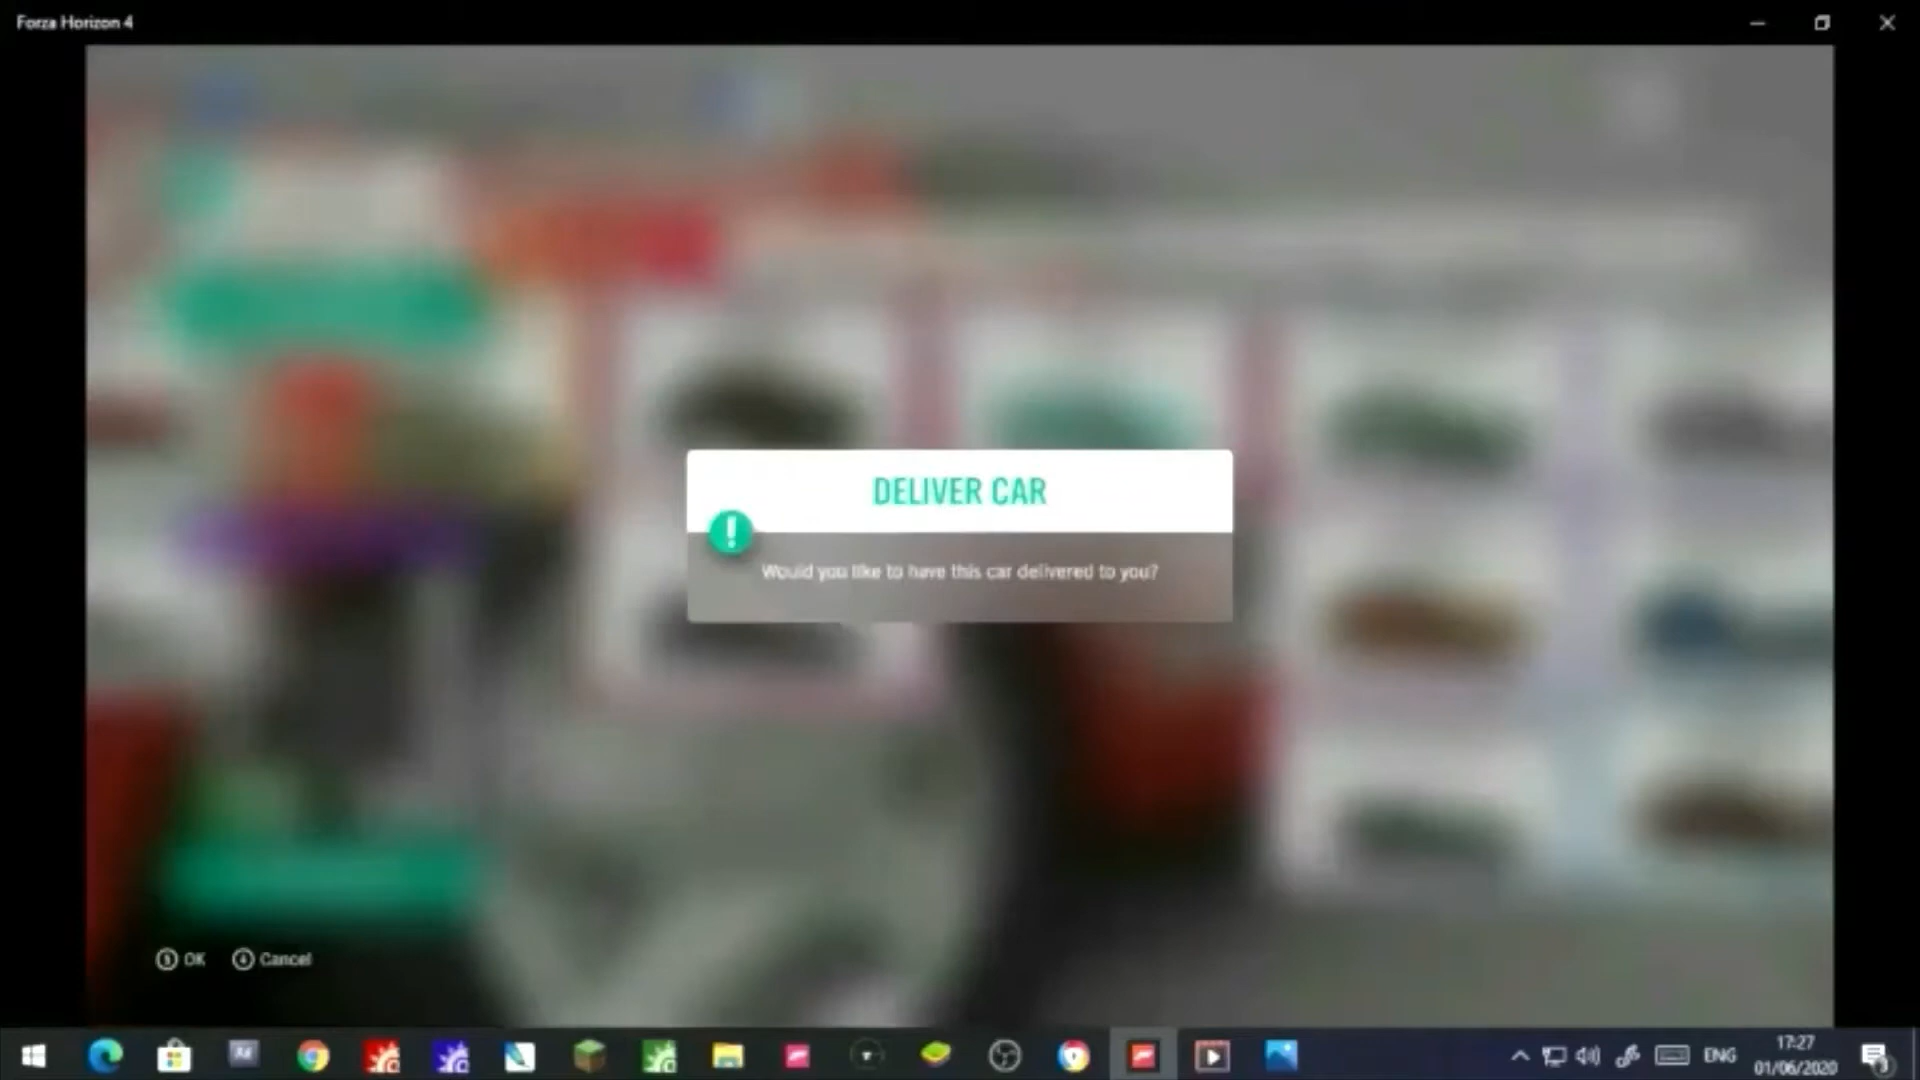 Forza Horizon 4
DELIVER CAR
Would you like to have this car delivered to you?
OK
Cancel
17:27
ENG
01/06/2020